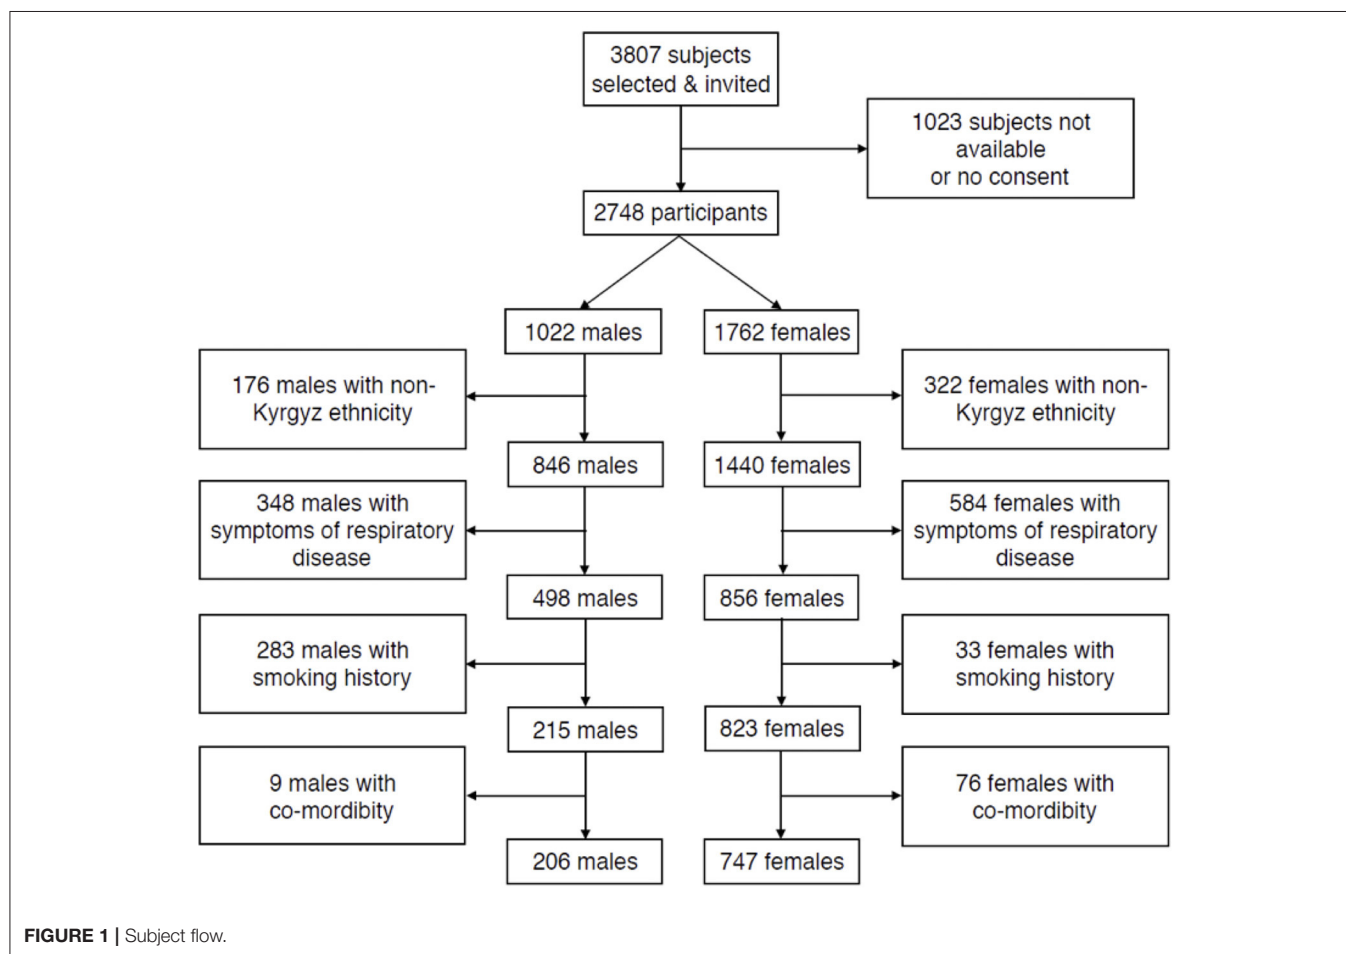 3807 subjects
selected & invited
1023 subjects not
available
or no consent
2748 participants
1022 males
1762 females
176 males with non-
Kyrgyz ethnicity
322 females with non-
Kyrgyz ethnicity
846 males
1440 females
348 males with
symptoms of respiratory
disease
584 females with
symptoms of respiratory
disease
498 males
856 females
283 males with
smoking history
33 females with
smoking history
215 males
823 females
9 males with
co-mordibity
76 females with
co-mordibity
206 males
747 females
FIGURE 1 | Subject flow.